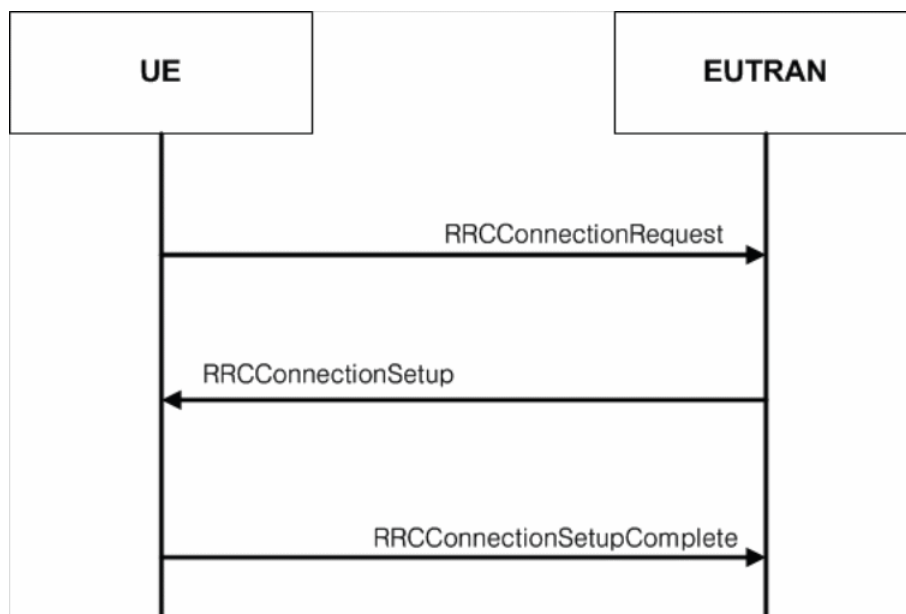 UE
EUTRAN
RRCConnectionRequest
RRCConnectionSetup
RRCConnectionSetupComplete